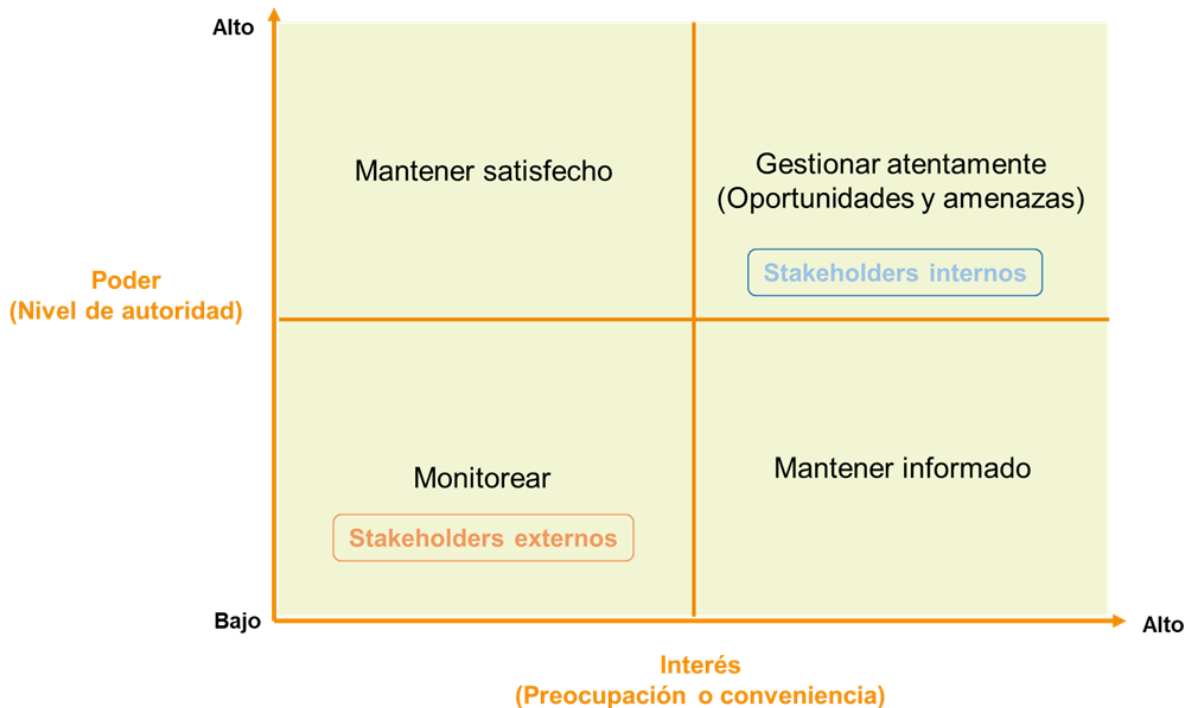 Alto
Mantener satisfecho
Gestionar atentamente
(Oportunidades y amenazas)
Stakeholders internos
Poder
(Nivel de autoridad)
Monitorear
Mantener informado
Stakeholders externos
Bajo
Alto
Interés
(Preocupación o conveniencia)